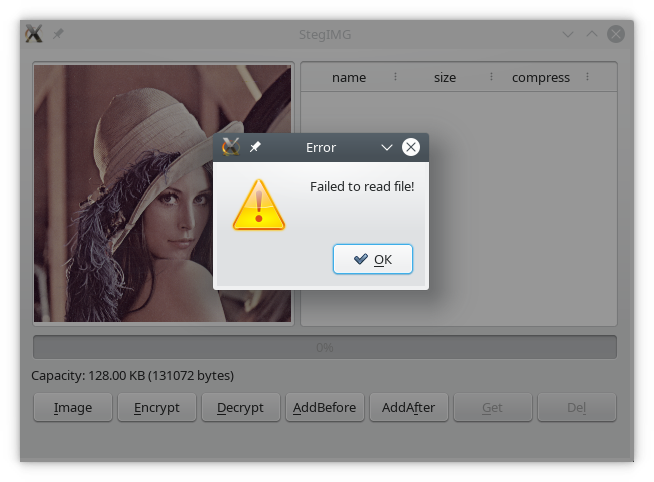 StegIMG
name size compress
Error
Failed to read file!
OK
0%
Capacity: 128.00 KB (131072 bytes)
Image Encrypt Decrypt AddBefore AddAfter Get Del